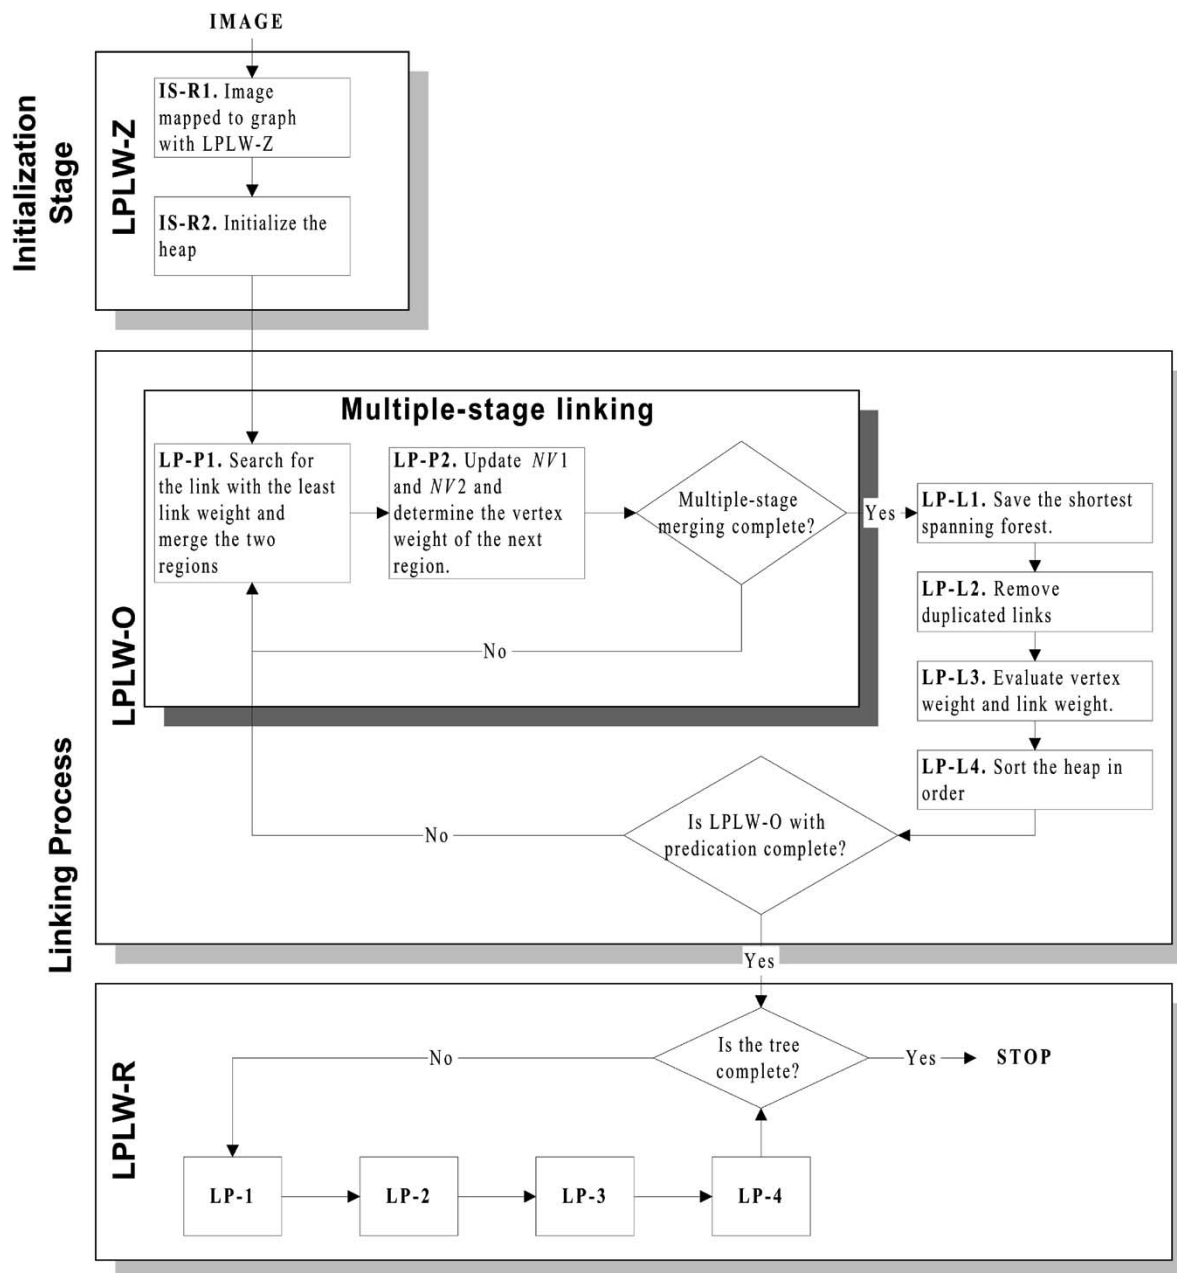 IMAGE
Initialization
Stage
LPLW-Z
IS-R1. Image
mapped to graph
with LPLW-Z
IS-R2. Initialize the
heap
Linking Process
LPLW-O
Multiple-stage linking
LP-P1. Search for
the link with the least
link weight and
merge the two
regions
LP-P2. Update NV1
and NV2 and
determine the vertex
weight of the next
region.
Multiple-stage
merging complete?
Yes
No
LP-L1. Save the shortest
spanning forest.
LP-L2. Remove
duplicated links
LP-L3. Evaluate vertex
weight and link weight.
LP-L4. Sort the heap in
order
Is LPLW-O with
predication complete?
No
Yes
LPLW-R
Is the tree
complete?
No
Yes
STOP
LP-1
LP-2
LP-3
LP-4